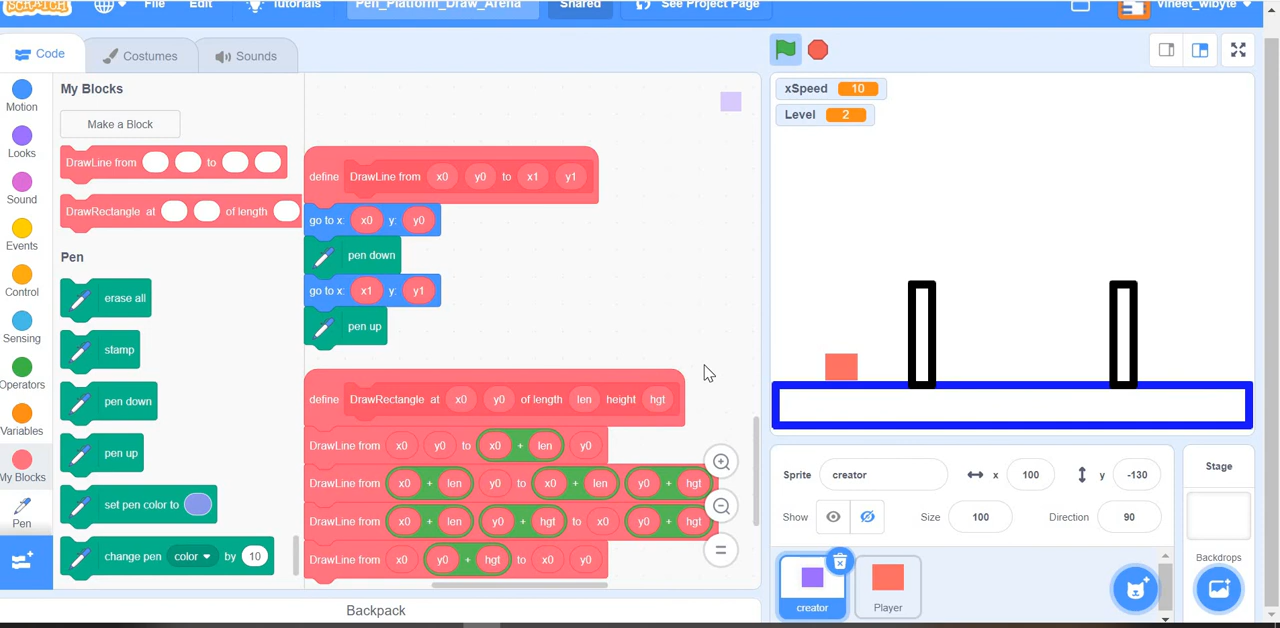 SCRATCH File Edit Tutorials Pen_Platform_Draw_Arena Shared See Project Page Vineet_wibyte
Code Costumes Sounds
Motion
Looks
Sound
Events
Control
Sensing
Operators
Variables
My Blocks
Pen
My Blocks
Make a Block
DrawLine from to
DrawRectangle at of length
Pen
erase all
stamp
pen down
pen up
set pen color to
change pen color by 10
define DrawLine from x0 y0 to x1 y1
go to x: x0 y: y0
pen down
go to x: x1 y: y1
pen up
define DrawRectangle at x0 y0 of length len height hgt
DrawLine from x0 y0 to x0 + len y0
DrawLine from x0 + len y0 to x0 + len y0 + hgt
DrawLine from x0 + len y0 + hgt to x0 y0 + hgt
DrawLine from x0 y0 + hgt to x0 y0
Backpack
xSpeed 10
Level 2
Sprite creator x 100 y -130
Show Size 100 Direction 90
creator Player
Stage
Backdrops